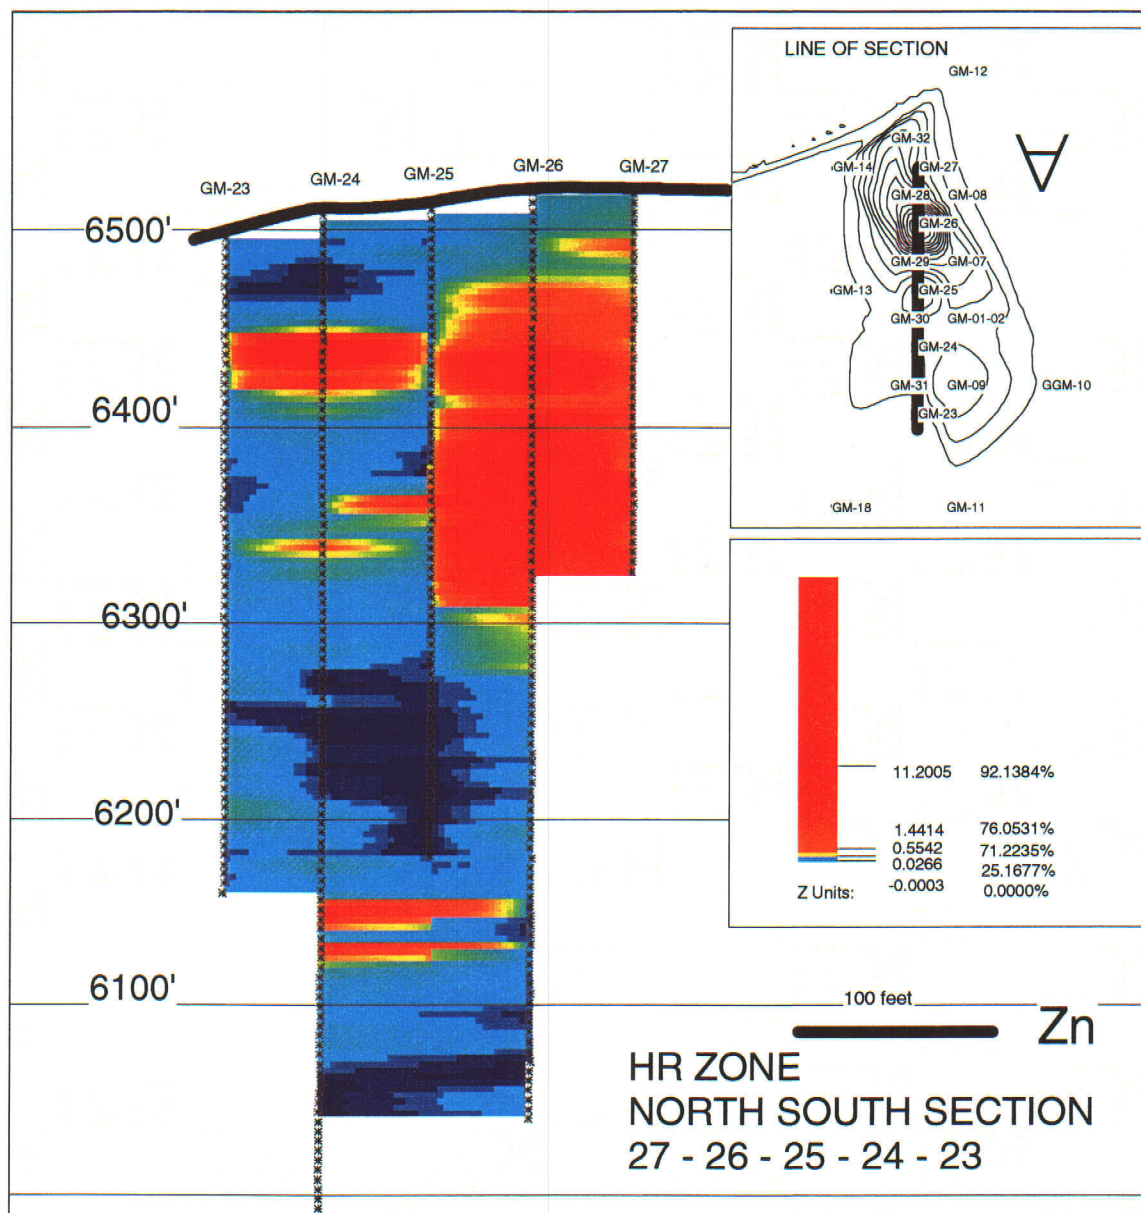 LINE OF SECTION
GM-12
GM-32
GM-14
GM-27
GM-28
GM-08
GM-26
GM-29
GM-07
GM-13
GM-25
GM-30
GM-01-02
GM-24
GM-31
GM-09
GGM-10
GM-23
GM-18
GM-11
GM-23
GM-24
GM-25
GM-26
GM-27
6500'
6400'
6300'
6200'
6100'
11.2005 92.1384%
1.4414 76.0531%
0.5542 71.2235%
0.0266 25.1677%
Z Units: -0.0003 0.0000%
100 feet
Zn
HR ZONE
NORTH SOUTH SECTION
27 - 26 - 25 - 24 - 23